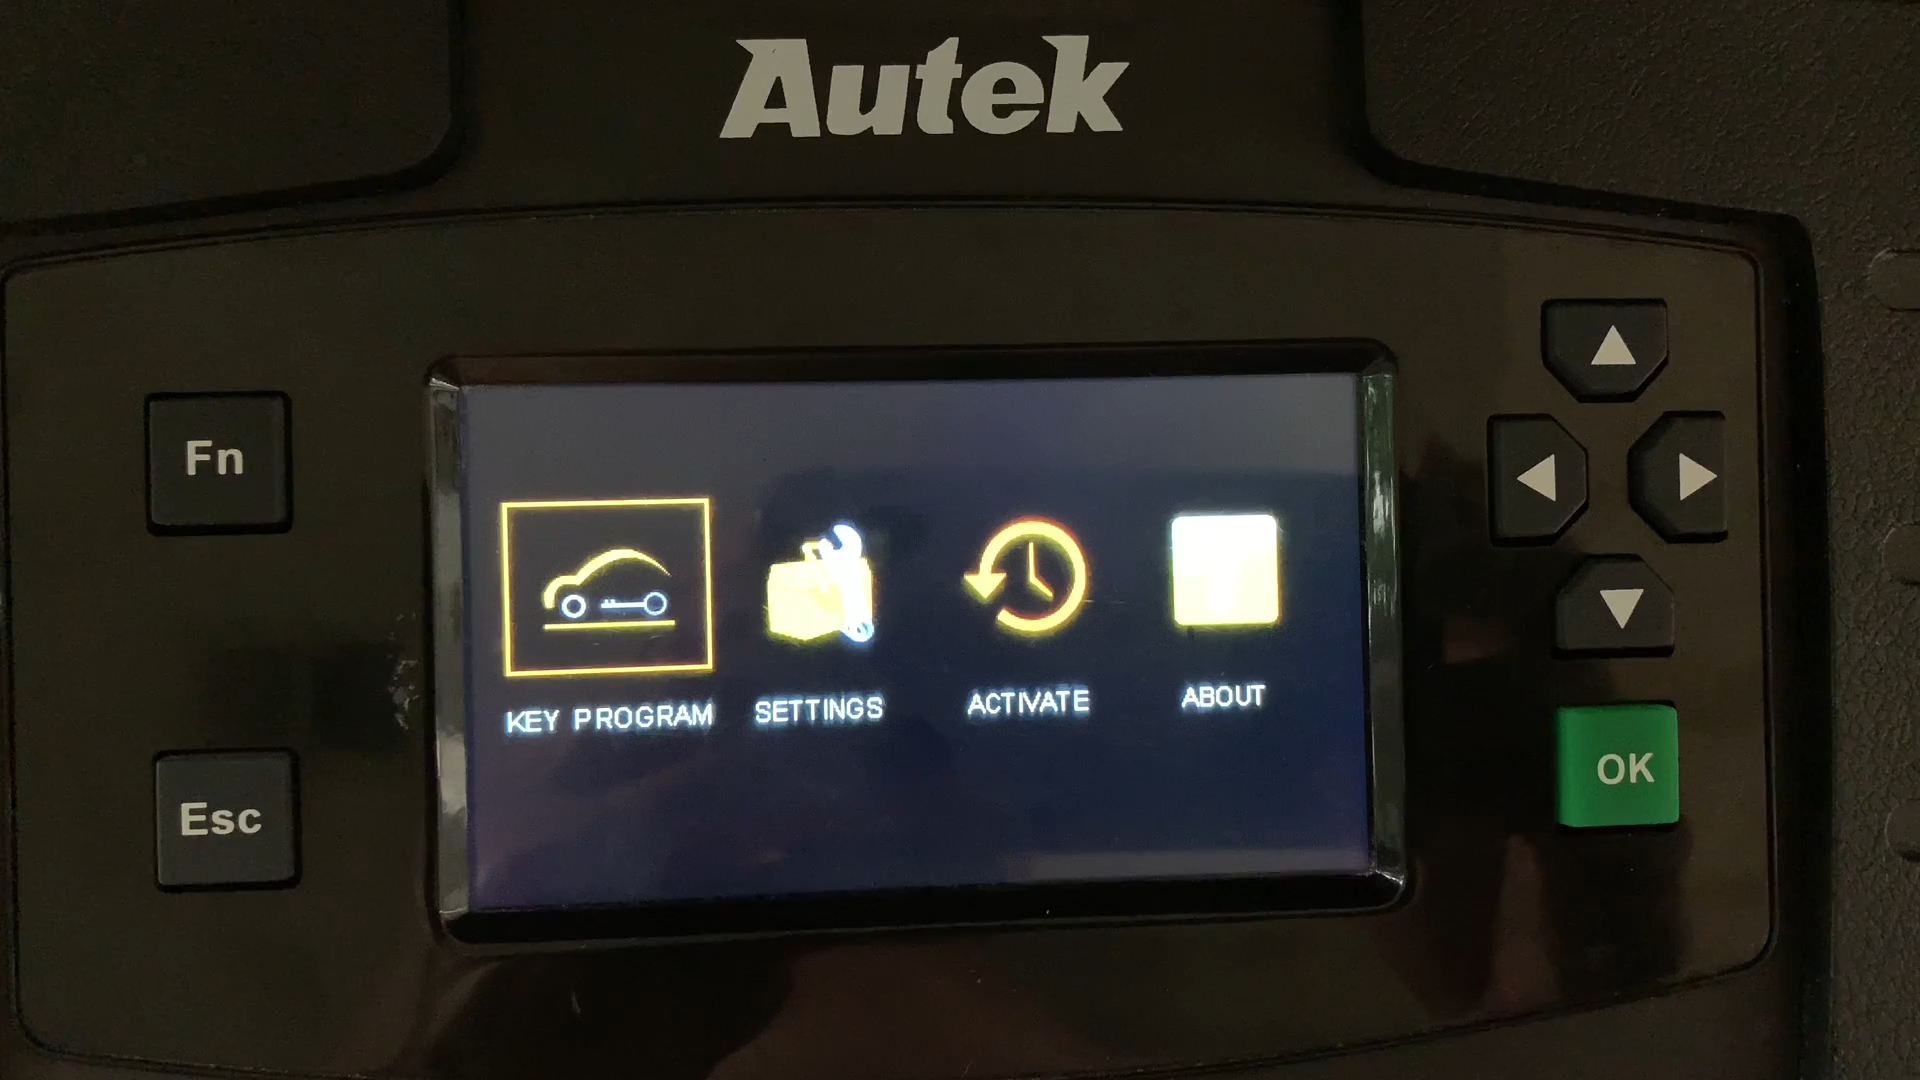 Autek
Fn
KEY PROGRAM
SETTINGS
ACTIVATE
ABOUT
Esc
OK